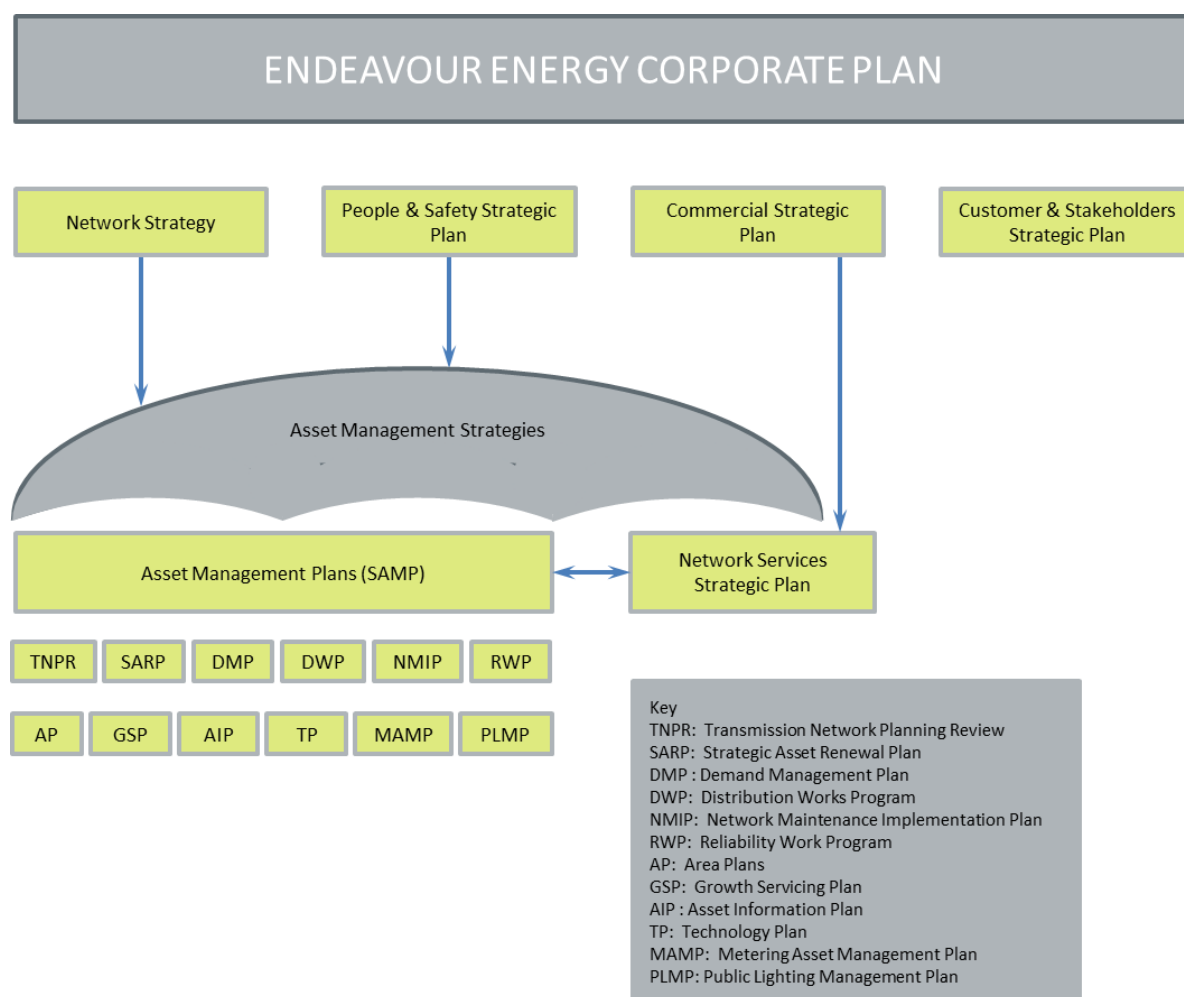 ENDEAVOUR ENERGY CORPORATE PLAN
Network Strategy
People & Safety Strategic
Plan
Commercial Strategic
Plan
Customer & Stakeholders
Strategic Plan
Asset Management Strategies
Asset Management Plans (SAMP)
Network Services
Strategic Plan
TNPR
SARP
DMP
DWP
NMIP
RWP
AP
GSP
AIP
TP
MAMP
PLMP
Key
TNPR: Transmission Network Planning Review
SARP: Strategic Asset Renewal Plan
DMP : Demand Management Plan
DWP: Distribution Works Program
NMIP: Network Maintenance Implementation Plan
RWP: Reliability Work Program
AP: Area Plans
GSP: Growth Servicing Plan
AIP : Asset Information Plan
TP: Technology Plan
MAMP: Metering Asset Management Plan
PLMP: Public Lighting Management Plan